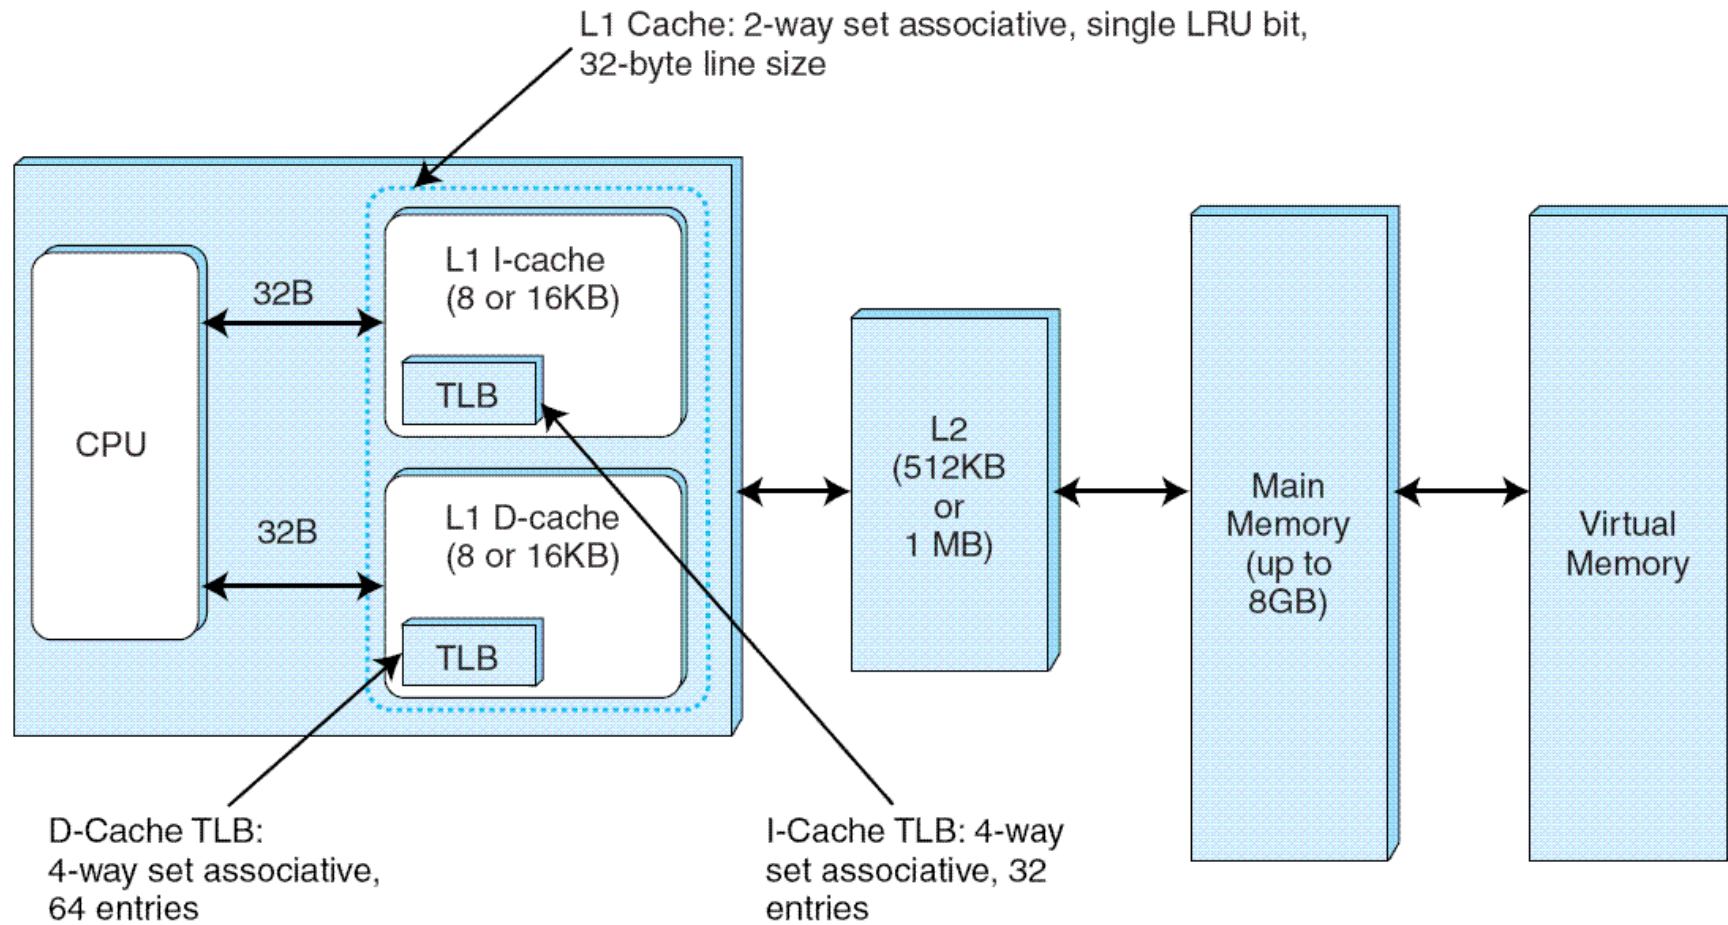 L1 Cache: 2-way set associative, single LRU bit,
32-byte line size
L1 I-cache
(8 or 16KB)
32B
TLB
CPU
L1 D-cache
(8 or 16KB)
32B
TLB
L2
(512KB
or
1 MB)
Main
Memory
(up to
8GB)
Virtual
Memory
D-Cache TLB:
4-way set associative,
64 entries
I-Cache TLB: 4-way
set associative, 32
entries